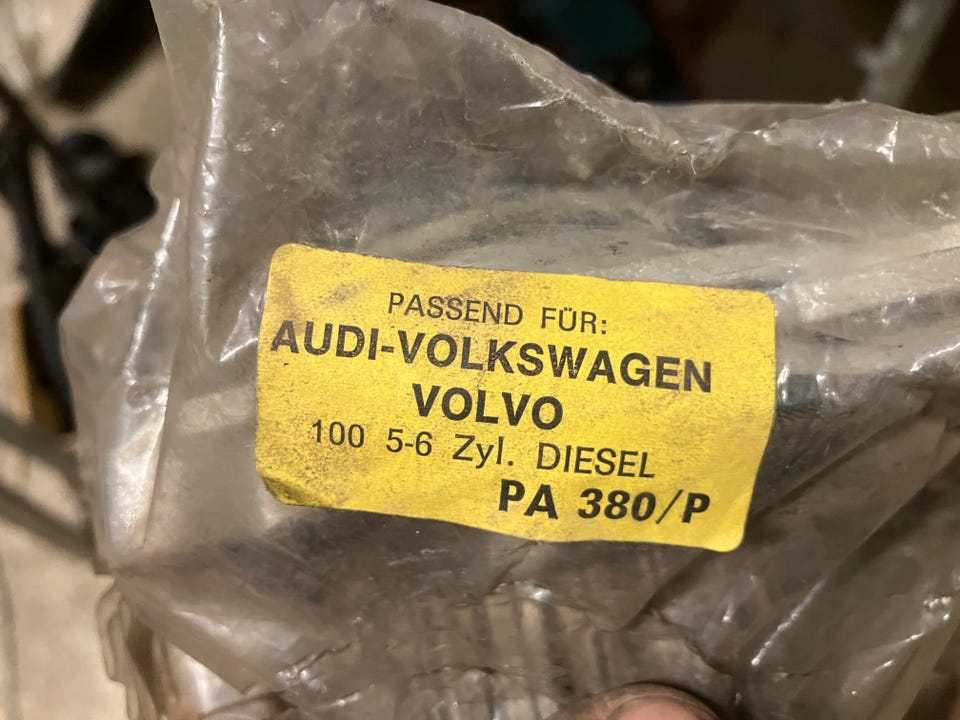 PASSEND FÜR:
AUDI-VOLKSWAGEN
VOLVO
100 5-6 Zyl. DIESEL
PA 380/P